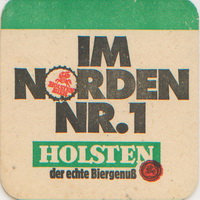 IM
NORDEN
NR.1
HOLSTEN
der echte Biergenuß